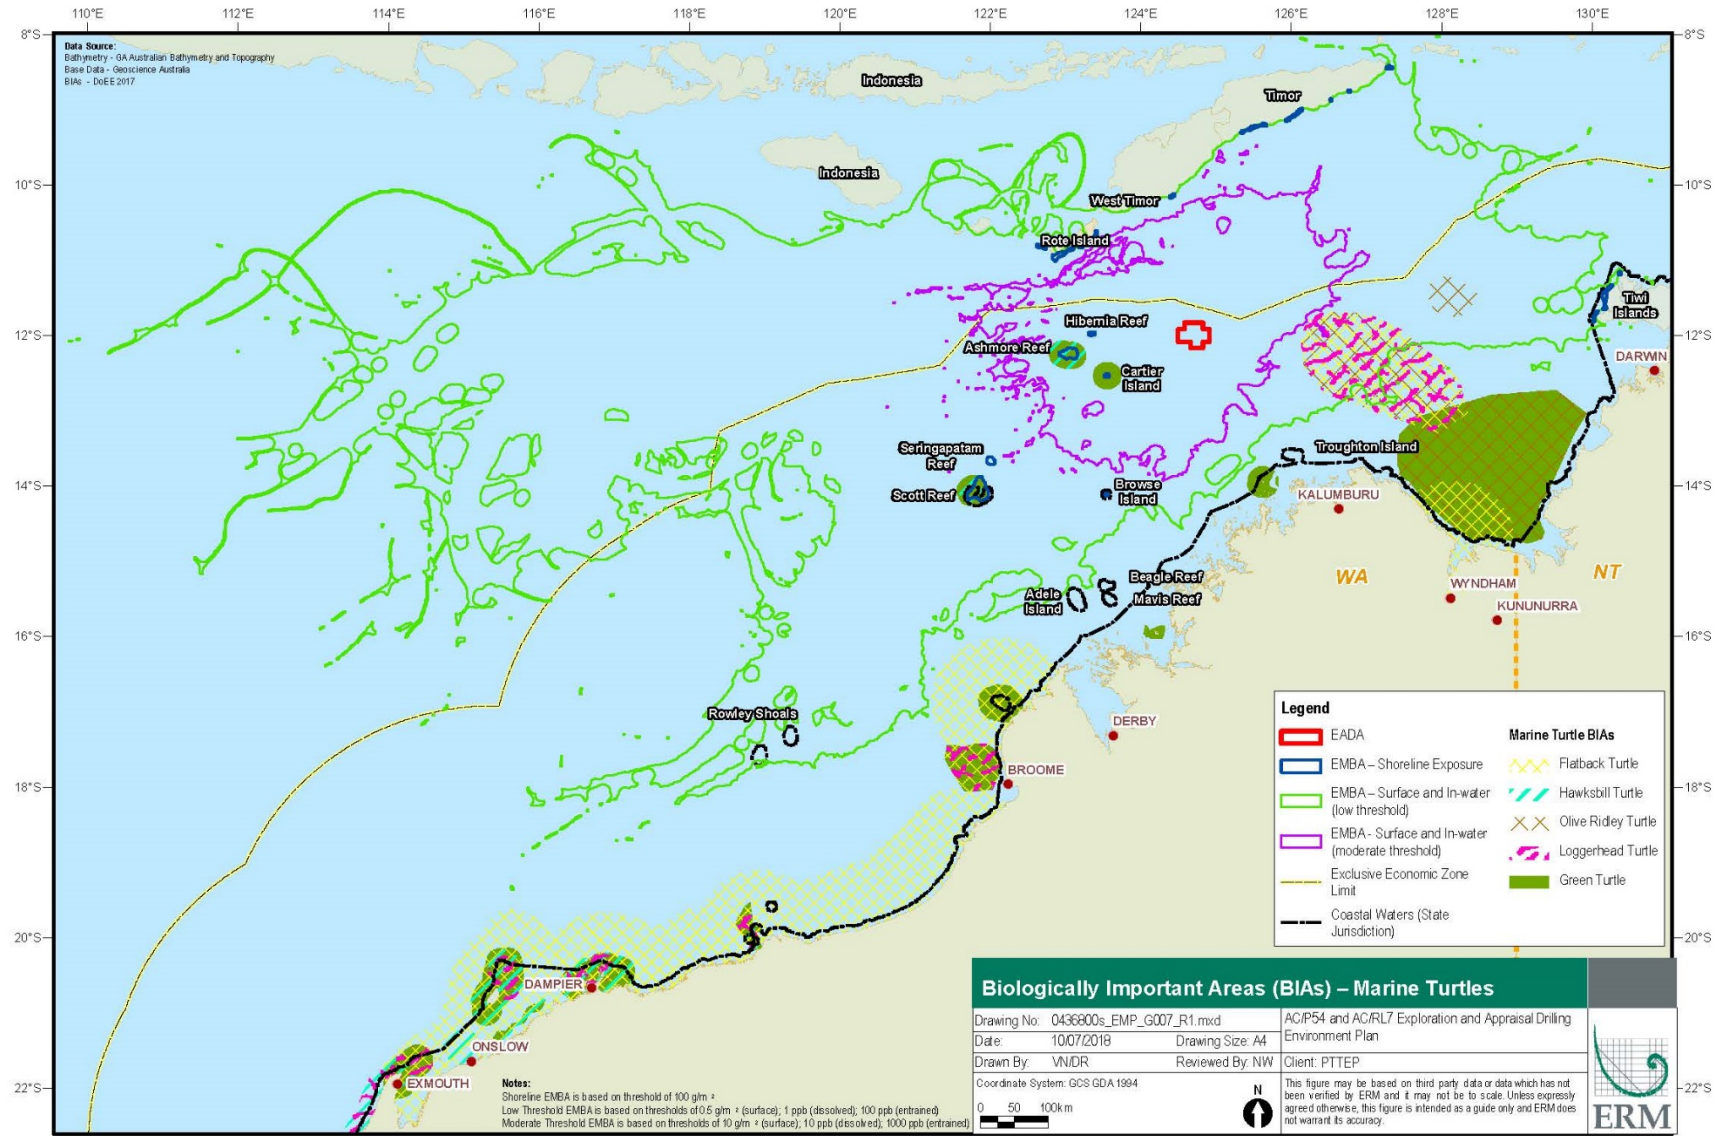 110°E 112°E 114°E 116°E 118°E 120°E 122°E 124°E 126°E 128°E 130°E
8°S 8°S
Data Source:
Bathymetry - GA Australian Bathymetry and Topography
Base Data - Geoscience Australia
BIAs - DoEE 2017
Indonesia
Timor
Indonesia
10°S 10°S
West Timor
Rote Island
Tiwi
Islands
Hibernia Reef
12°S 12°S
Ashmore Reef
DARWIN
Cartier
Island
Seringapatam
Reef
Troughton Island
14°S 14°S
Scott Reef
Browse
Island
KALUMBURU
WA
NT
Beagle Reef
WYNDHAM
Adele
Island
Mavis Reef
KUNUNURRA
16°S 16°S
Rowley Shoals
DERBY
BROOME
18°S 18°S
Legend
EADA
EMBA – Shoreline Exposure
EMBA – Surface and In-water
(low threshold)
EMBA - Surface and In-water
(moderate threshold)
Exclusive Economic Zone
Limit
Coastal Waters (State
Jurisdiction)
Marine Turtle BIAs
Flatback Turtle
Hawksbill Turtle
Olive Ridley Turtle
Loggerhead Turtle
Green Turtle
20°S 20°S
DAMPIER
ONSLOW
EXMOUTH
22°S 22°S
Notes:
Shoreline EMBA is based on threshold of 100 g/m ²
Low Threshold EMBA is based on thresholds of 0.5 g/m ² (surface); 1 ppb (dissolved); 100 ppb (entrained)
Moderate Threshold EMBA is based on thresholds of 10 g/m ² (surface); 10 ppb (dissolved); 1000 ppb (entrained)
Biologically Important Areas (BIAs) – Marine Turtles
Drawing No: 0436800s_EMP_G007_R1.mxd
Date: 10/07/2018 Drawing Size: A4
Drawn By: VN/DR Reviewed By: NW
Coordinate System: GCS GDA 1994
0 50 100km
N
AC/P54 and AC/RL7 Exploration and Appraisal Drilling
Environment Plan
Client: PTTEP
This figure may be based on third party data or data which has not
been verified by ERM and it may not be to scale. Unless expressly
agreed otherwise, this figure is intended as a guide only and ERM does
not warrant its accuracy.
ERM